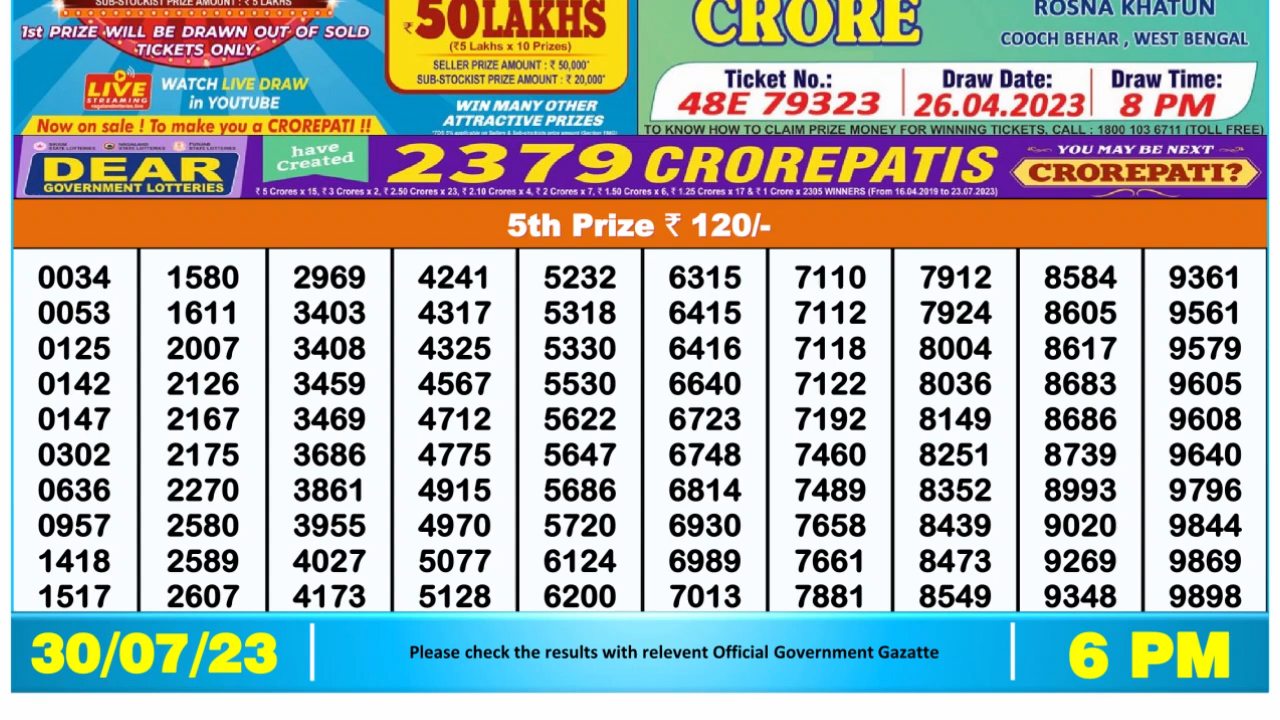 SUB-STOCKIST PRIZE AMOUNT : ₹ 5 LAKHS
1st PRIZE WILL BE DRAWN OUT OF SOLD
TICKETS ONLY
LIVE
STREAMING
WATCH LIVE DRAW
in YOUTUBE
Now on sale ! To make you a CROREPATI !!
₹50LAKHS
(₹5 Lakhs x 10 Prizes)
SELLER PRIZE AMOUNT : ₹ 50,000*
SUB-STOCKIST PRIZE AMOUNT : ₹ 20,000*
WIN MANY OTHER
ATTRACTIVE PRIZES
CRORE
ROSNA KHATUN
COOCH BEHAR , WEST BENGAL
Ticket No.: Draw Date: Draw Time:
48E 79323 26.04.2023 8 PM
TO KNOW HOW TO CLAIM PRIZE MONEY FOR WINNING TICKETS, CALL : 1800 103 6711 (TOLL FREE)
DEAR
GOVERNMENT LOTTERIES
have
Created
2379 CROREPATIS
₹ 5 Crores x 15, ₹ 3 Crores x 2, ₹ 2.50 Crores x 23, ₹ 2.10 Crores x 4, ₹ 2 Crores x 7, ₹ 1.50 Crores x 6, ₹ 1.25 Crores x 17 & ₹ 1 Crore x 2305 WINNERS (From 16.04.2019 to 23.07.2023)
YOU MAY BE NEXT
CROREPATI?
5th Prize ₹ 120/-
0034 1580 2969 4241 5232 6315 7110 7912 8584 9361
0053 1611 3403 4317 5318 6415 7112 7924 8605 9561
0125 2007 3408 4325 5330 6416 7118 8004 8617 9579
0142 2126 3459 4567 5530 6640 7122 8036 8683 9605
0147 2167 3469 4712 5622 6723 7192 8149 8686 9608
0302 2175 3686 4775 5647 6748 7460 8251 8739 9640
0636 2270 3861 4915 5686 6814 7489 8352 8993 9796
0957 2580 3955 4970 5720 6930 7658 8439 9020 9844
1418 2589 4027 5077 6124 6989 7661 8473 9269 9869
1517 2607 4173 5128 6200 7013 7881 8549 9348 9898
30/07/23
Please check the results with relevent Official Government Gazatte
6 PM